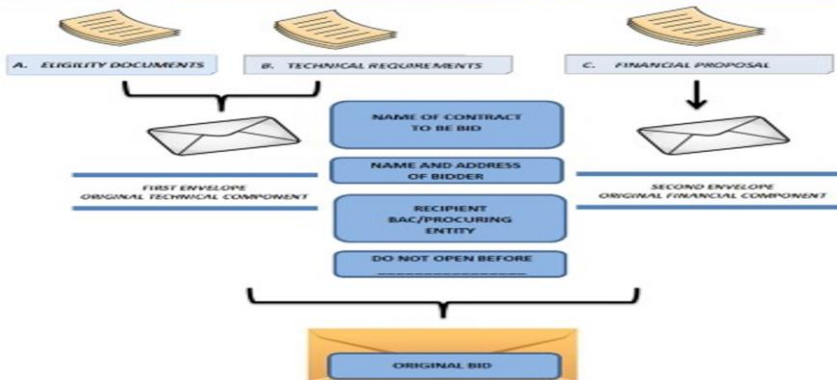 A. ELIGILITY DOCUMENTS
B. TECHNICAL REQUIREMENTS
C. FINANCIAL PROPOSAL
NAME OF CONTRACT
TO BE BID
NAME AND ADDRESS
OF BIDDER
FIRST ENVELOPE
ORIGINAL TECHNICAL COMPONENT
SECOND ENVELOPE
ORIGINAL FINANCIAL COMPONENT
RECIPIENT
BAC/PROCURING
ENTITY
DO NOT OPEN BEFORE
________________
ORIGINAL BID